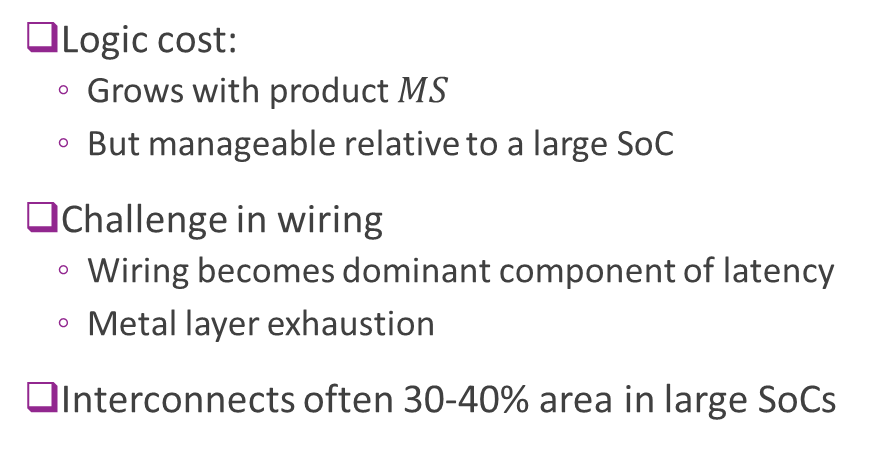 ❑Logic cost:
◦ Grows with product 𝑀𝑆
◦ But manageable relative to a large SoC
❑Challenge in wiring
◦ Wiring becomes dominant component of latency
◦ Metal layer exhaustion
❑Interconnects often 30-40% area in large SoCs